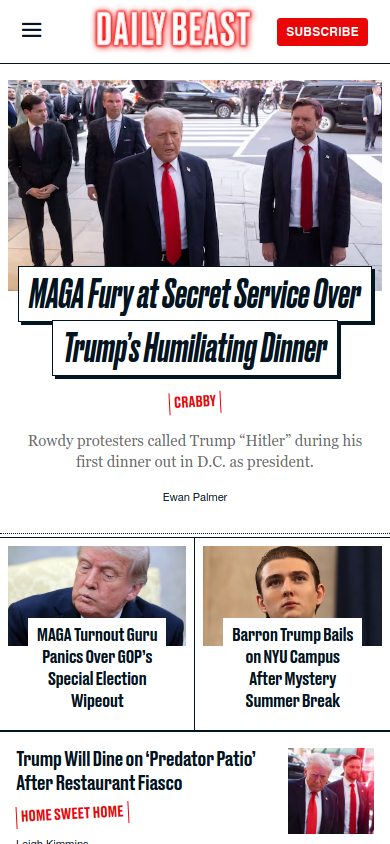 DAILY BEAST
SUBSCRIBE
MAGA Fury at Secret Service Over
Trump's Humiliating Dinner
CRABBY
Rowdy protesters called Trump “Hitler” during his
first dinner out in D.C. as president.
Ewan Palmer
MAGA Turnout Guru
Panics Over GOP's
Special Election
Wipeout
Barron Trump Bails
on NYU Campus
After Mystery
Summer Break
Trump Will Dine on ‘Predator Patio’
After Restaurant Fiasco
HOME SWEET HOME
Leigh Kimmins